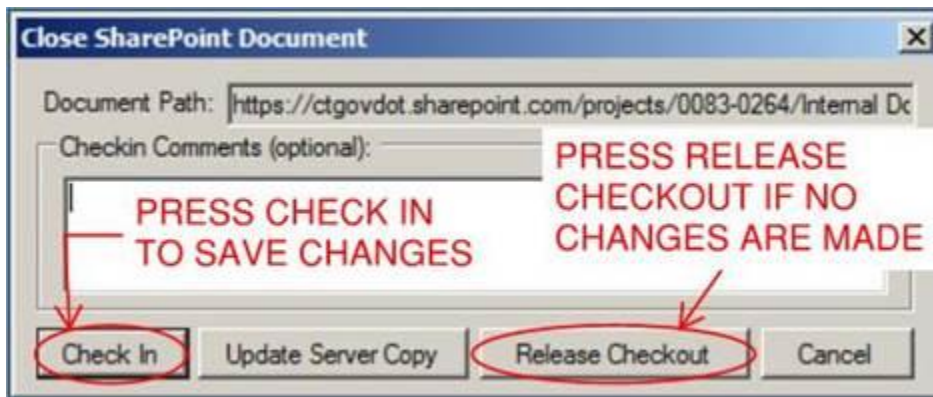 Close SharePoint Document
Document Path: https://ctgovdot.sharepoint.com/projects/0083-0264/Internal Dc
Checkin Comments (optional):
PRESS CHECK IN
TO SAVE CHANGES
PRESS RELEASE
CHECKOUT IF NO
CHANGES ARE MADE
Check In Update Server Copy Release Checkout Cancel